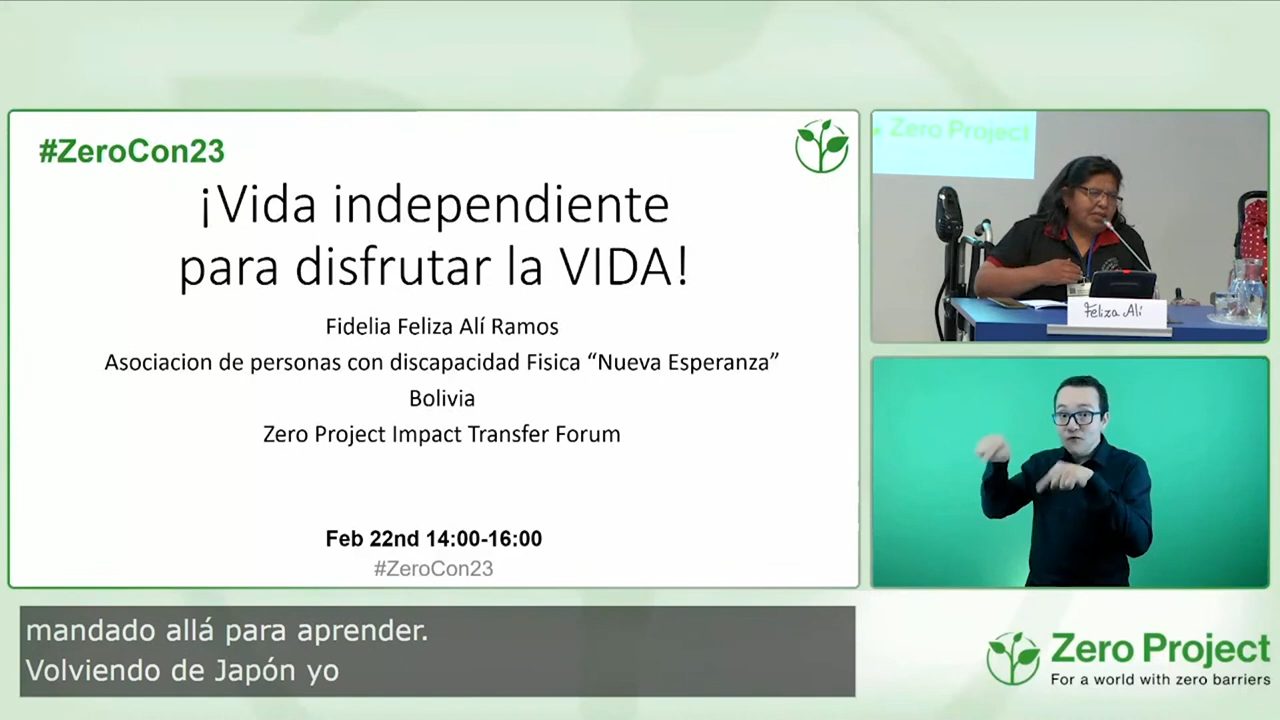 #ZeroCon23
¡Vida independiente
para disfrutar la VIDA!
Fidelia Feliza Alí Ramos
Asociacion de personas con discapacidad Fisica “Nueva Esperanza”
Bolivia
Zero Project Impact Transfer Forum
Feb 22nd 14:00-16:00
#ZeroCon23
Zero Project
Feliza Alí
mandado allá para aprender.
Volviendo de Japón yo
Zero Project
For a world with zero barriers